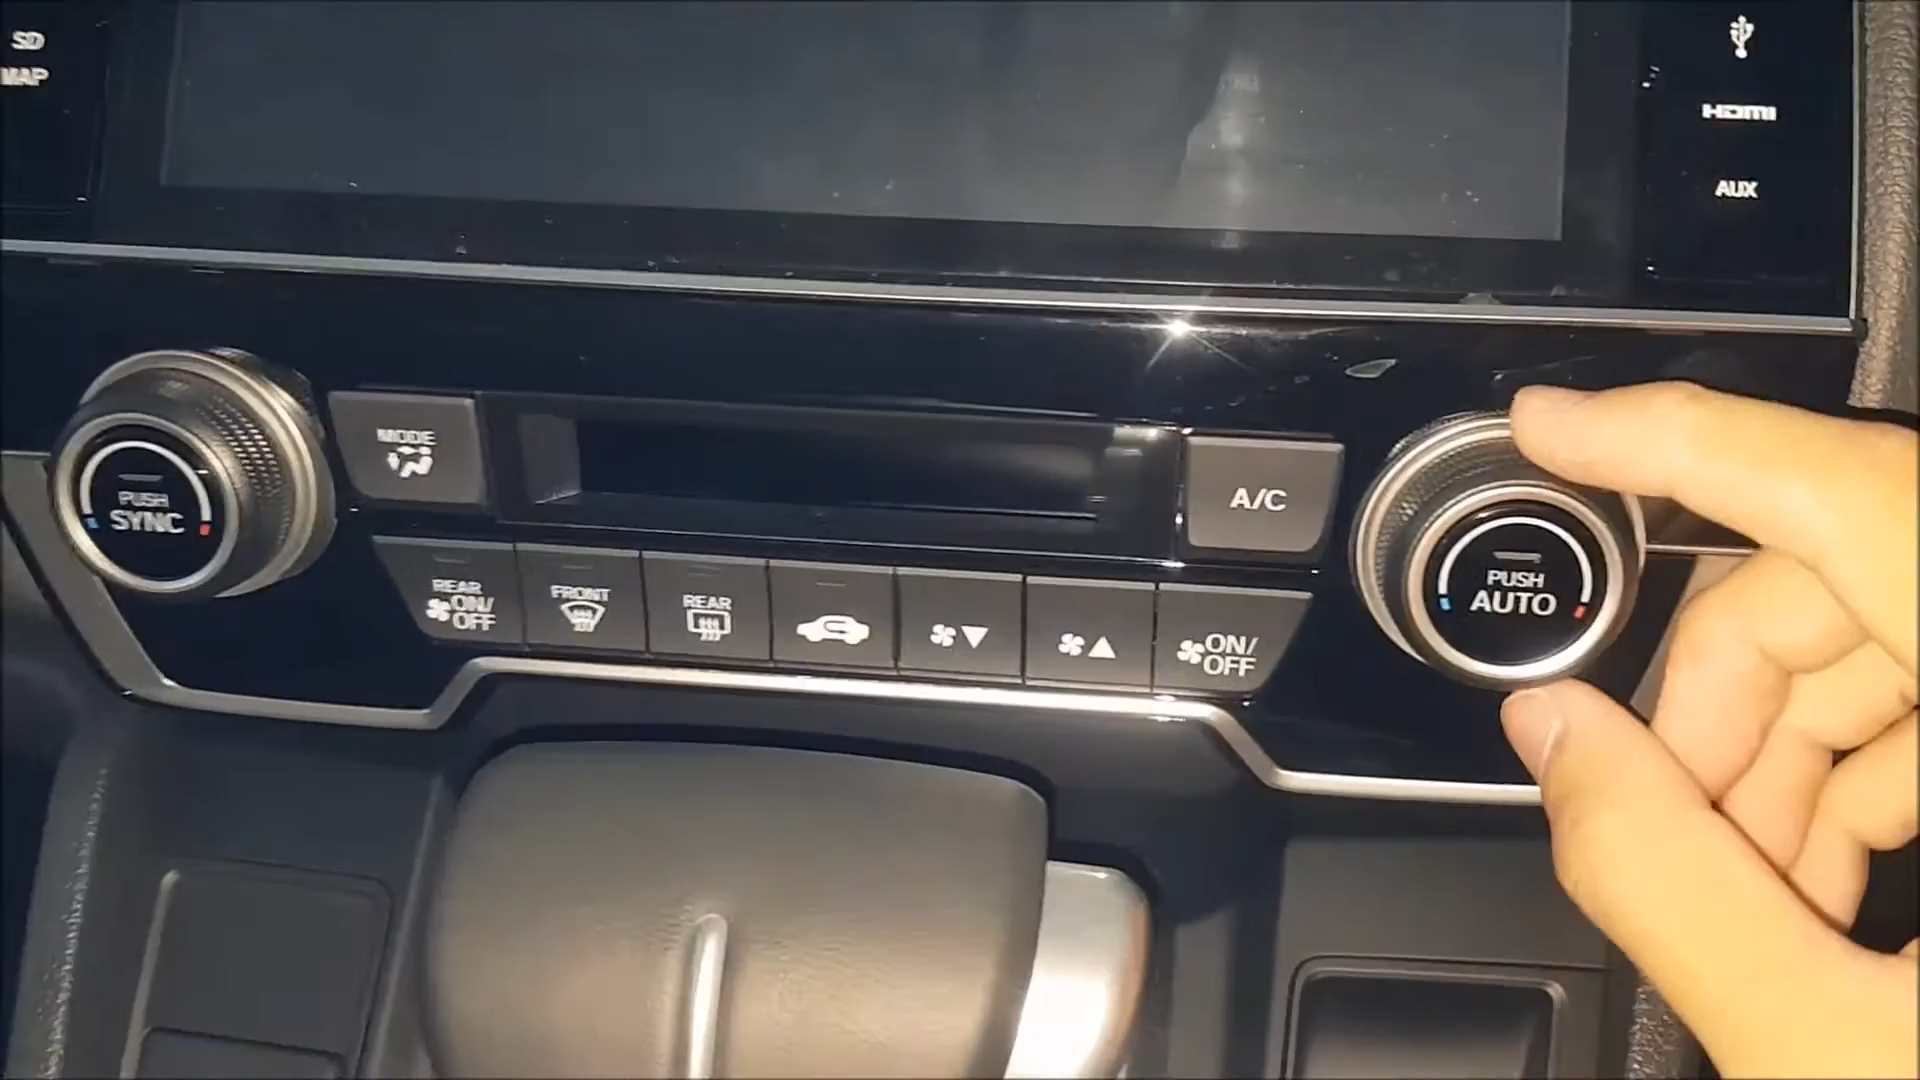 SD
MAP
HDMI
AUX
MODE
A/C
PUSH
SYNC
PUSH
AUTO
REAR
ON/
OFF
FRONT
REAR
ON/
OFF